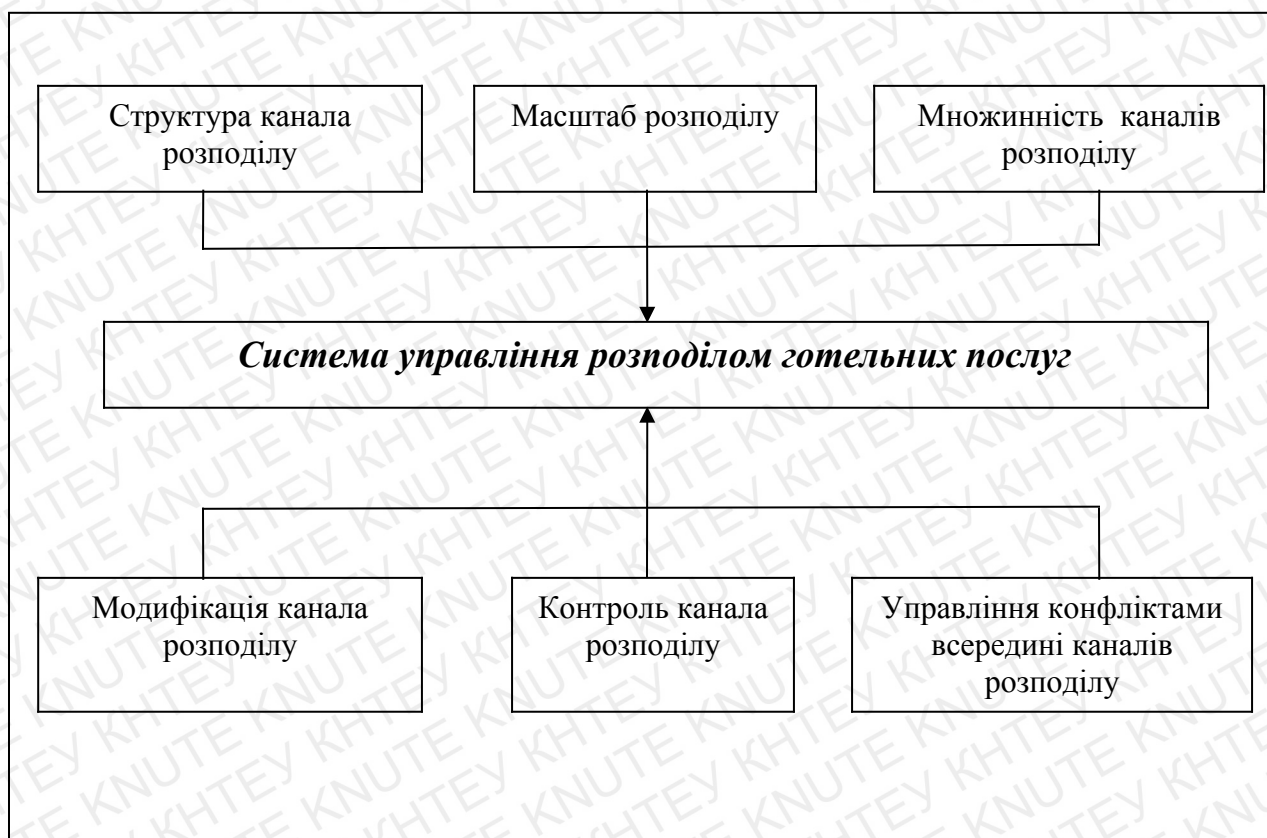 Структура канала
розподілу
Масштаб розподілу
Множинність каналів
розподілу
Система управління розподілом готельних послуг
Модифікація канала
розподілу
Контроль канала
розподілу
Управління конфліктами
всередині каналів
розподілу